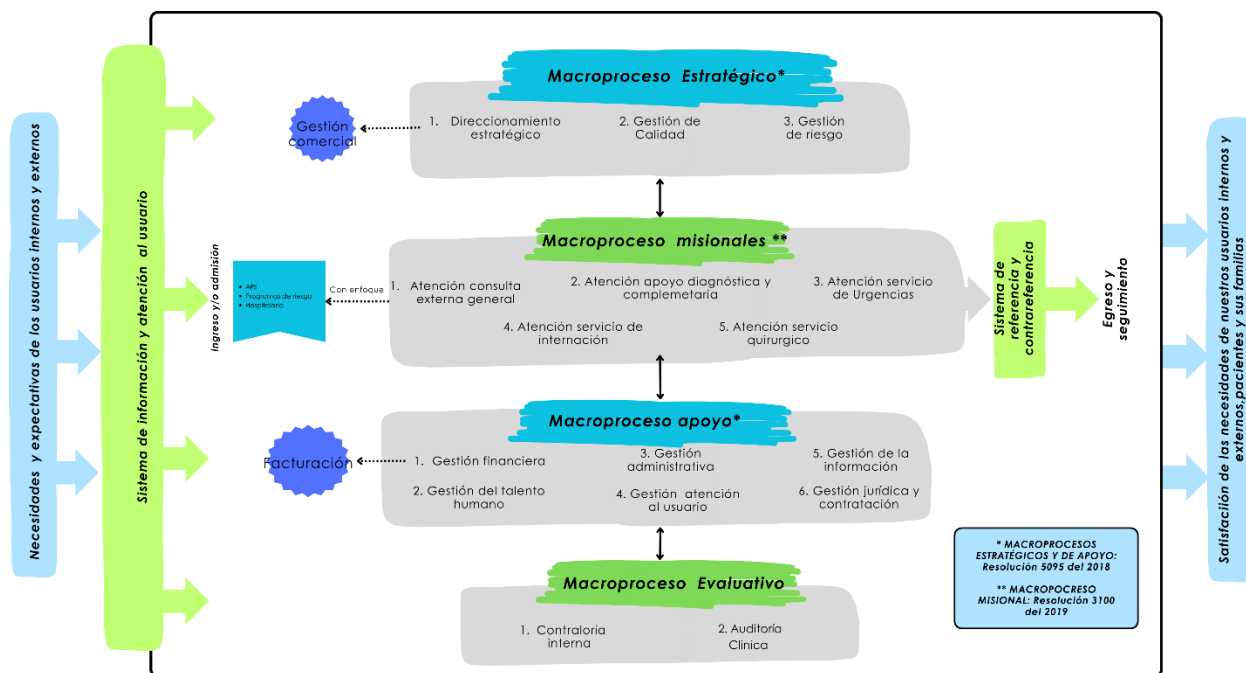 Necesidades y expectativas de los usuarios internos y externos
Sistema de información y atención al usuario
Macroproceso Estratégico*
Gestión
comercial
1. Direccionamiento
estratégico
2. Gestión de
Calidad
3. Gestión
de riesgo
Ingreso y/o admisión
APS
Programas de riesgo
Hospitalario
Con enfoque
Macroproceso misionales **
1. Atención consulta
externa general
2. Atención apoyo diagnóstica y
complemetaria
3. Atención servicio
de Urgencias
4. Atención servicio de
internación
5. Atención servicio
quirurgico
Sistema de
referencia y
contrareferencia
Egreso y
seguimiento
Macroproceso apoyo*
Facturación
1. Gestión financiera
2. Gestión del talento
humano
3. Gestión
administrativa
4. Gestión atención
al usuario
5. Gestión de la
información
6. Gestión jurídica y
contratación
Macroproceso Evaluativo
1. Contraloría
interna
2. Auditoría
Clinica
* MACROPROCESOS
ESTRATÉGICOS Y DE APOYO:
Resolución 5095 del 2018
** MACROPOCRESO
MISIONAL: Resolución 3100
del 2019
Satisfaciión de las necesidades de nuestros usuarios internos y
externos,pacientes y sus familias